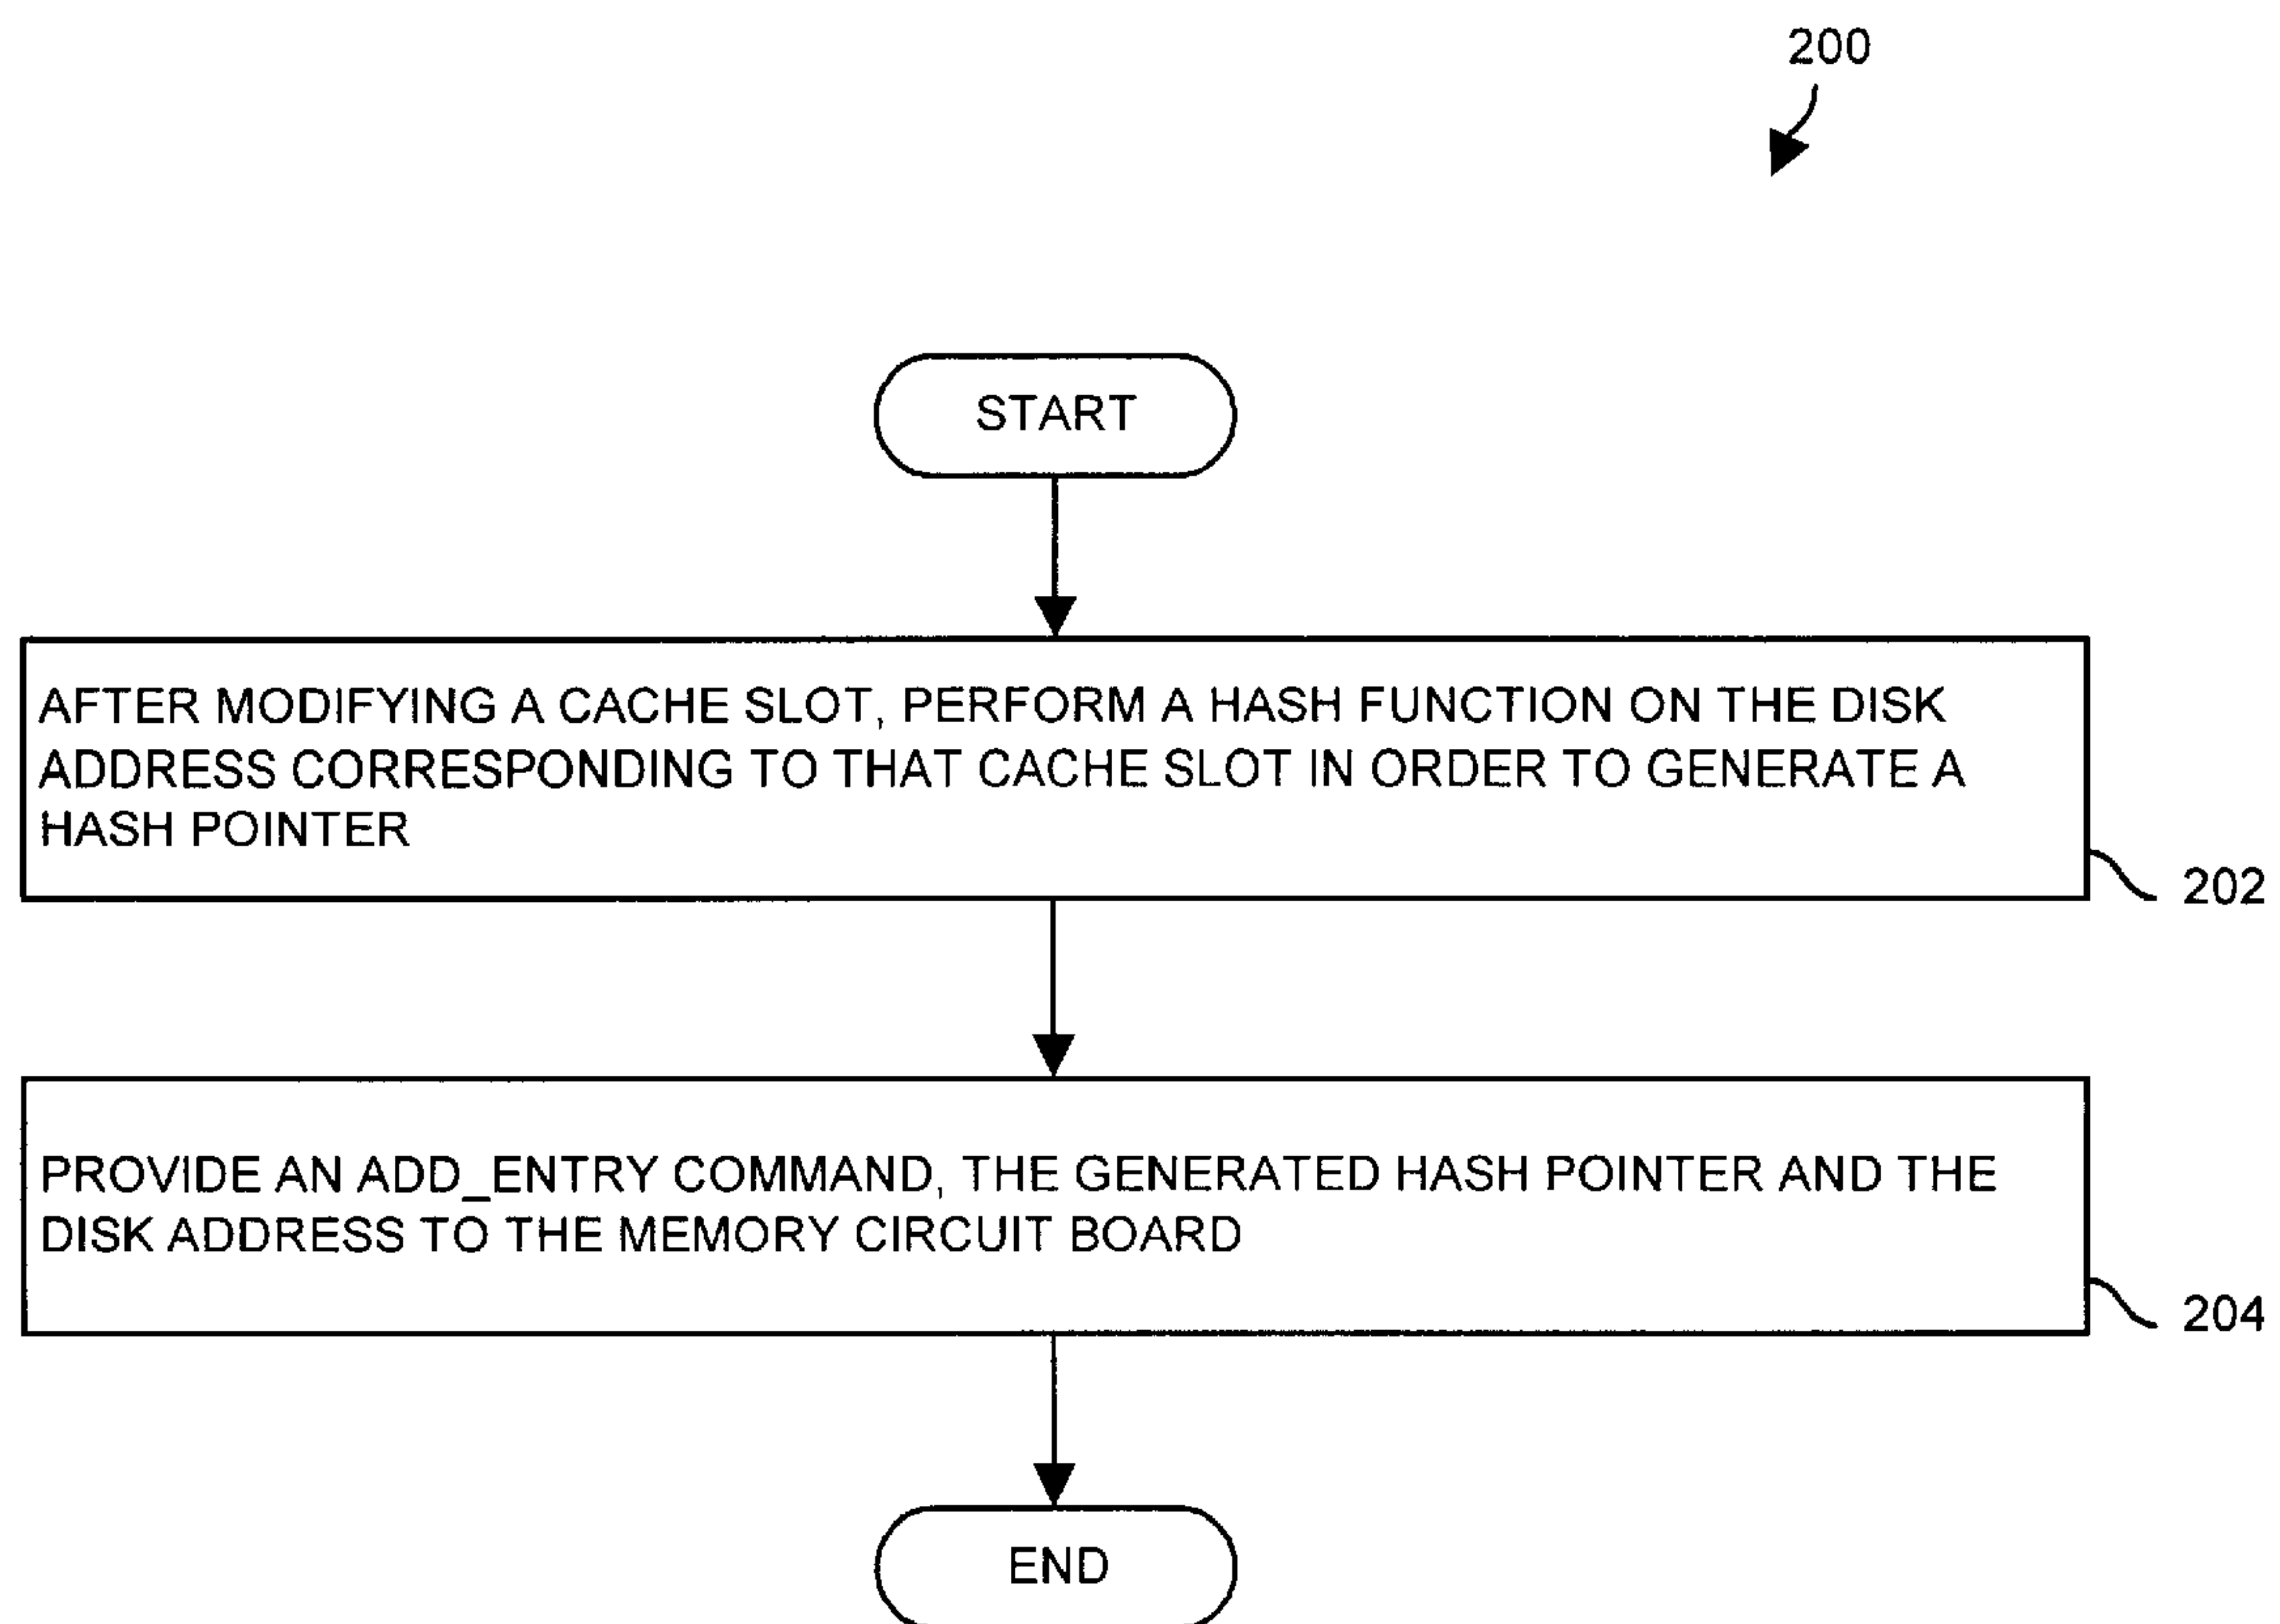 200
START
AFTER MODIFYING A CACHE SLOT, PERFORM A HASH FUNCTION ON THE DISK
ADDRESS CORRESPONDING TO THAT CACHE SLOT IN ORDER TO GENERATE A
HASH POINTER
202
PROVIDE AN ADD_ENTRY COMMAND, THE GENERATED HASH POINTER AND THE
DISK ADDRESS TO THE MEMORY CIRCUIT BOARD
204
END